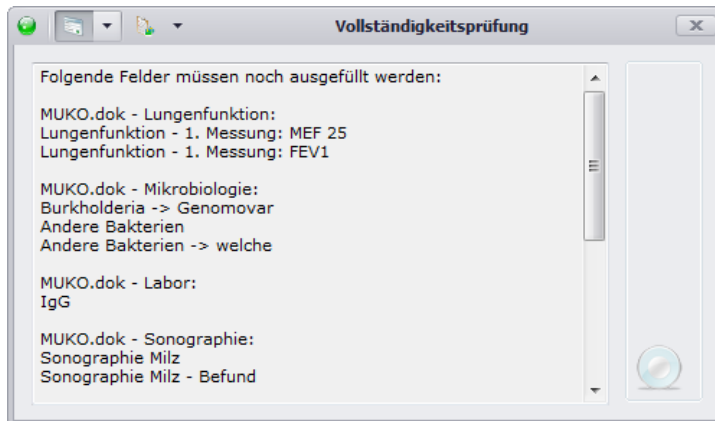 Vollständigkeitsprüfung
Folgende Felder müssen noch ausgefüllt werden:
MUKO.dok - Lungenfunktion:
Lungenfunktion - 1. Messung: MEF 25
Lungenfunktion - 1. Messung: FEV1
MUKO.dok - Mikrobiologie:
Burkholderia -> Genomovar
Andere Bakterien
Andere Bakterien -> welche
MUKO.dok - Labor:
IgG
MUKO.dok - Sonographie:
Sonographie Milz
Sonographie Milz - Befund